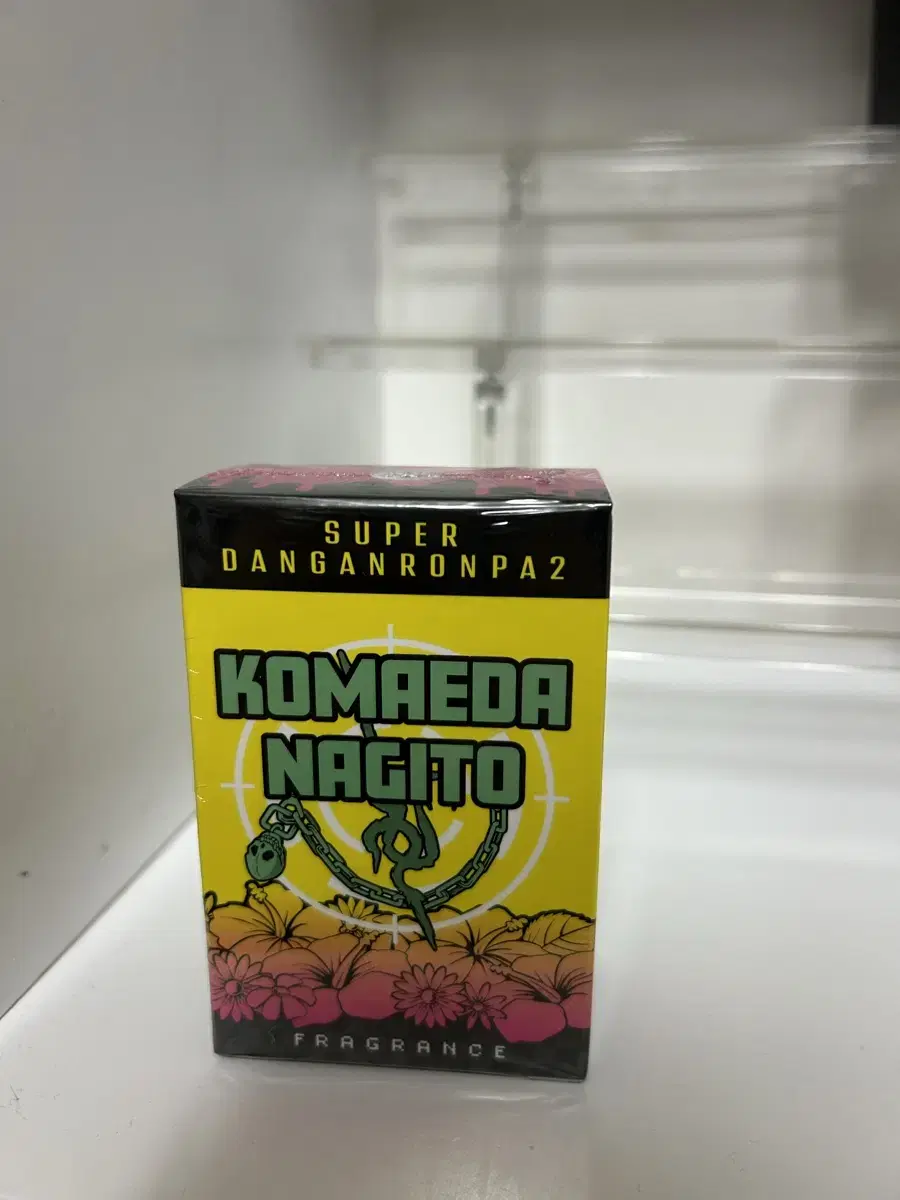 SUPER
DANGANRONPA2
KOMAEDA
NAGITO
FRAGRANCE